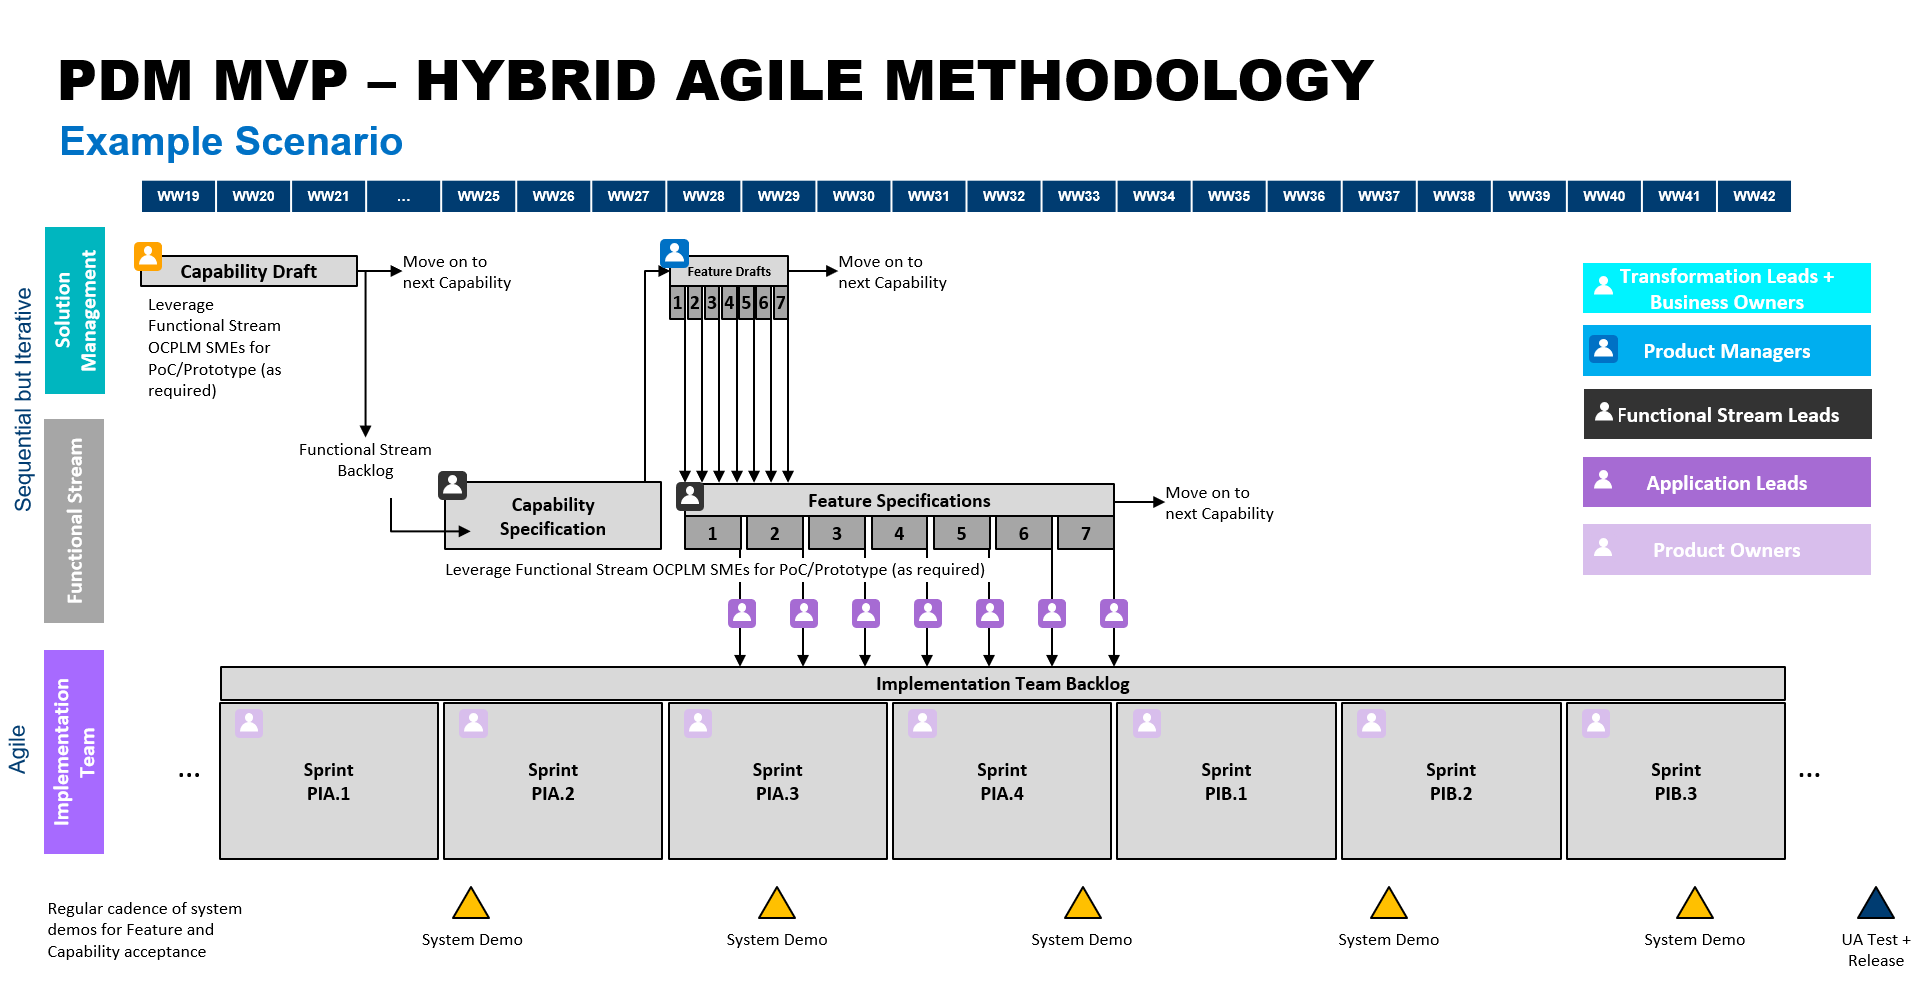 PDM MVP – HYBRID AGILE METHODOLOGY
Example Scenario
WW19 WW20 WW21 ... WW25 WW26 WW27 WW28 WW29 WW30 WW31 WW32 WW33 WW34 WW35 WW36 WW37 WW38 WW39 WW40 WW41 WW42
Sequential but Iterative
Solution
Management
Capability Draft
Move on to
next Capability
Leverage
Functional Stream
OCPLM SMEs for
PoC/Prototype (as
required)
Feature Drafts
1 2 3 4 5 6 7
Move on to
next Capability
Transformation Leads +
Business Owners
Product Managers
Functional Stream Leads
Application Leads
Product Owners
Functional Stream
Functional Stream
Backlog
Capability
Specification
Feature Specifications
1 2 3 4 5 6 7
Move on to
next Capability
Leverage Functional Stream OCPLM SMEs for PoC/Prototype (as required)
Agile
Implementation
Team
Implementation Team Backlog
...
Sprint
PIA.1
Sprint
PIA.2
Sprint
PIA.3
Sprint
PIA.4
Sprint
PIB.1
Sprint
PIB.2
Sprint
PIB.3
...
Regular cadence of system
demos for Feature and
Capability acceptance
System Demo
System Demo
System Demo
System Demo
System Demo
UA Test +
Release